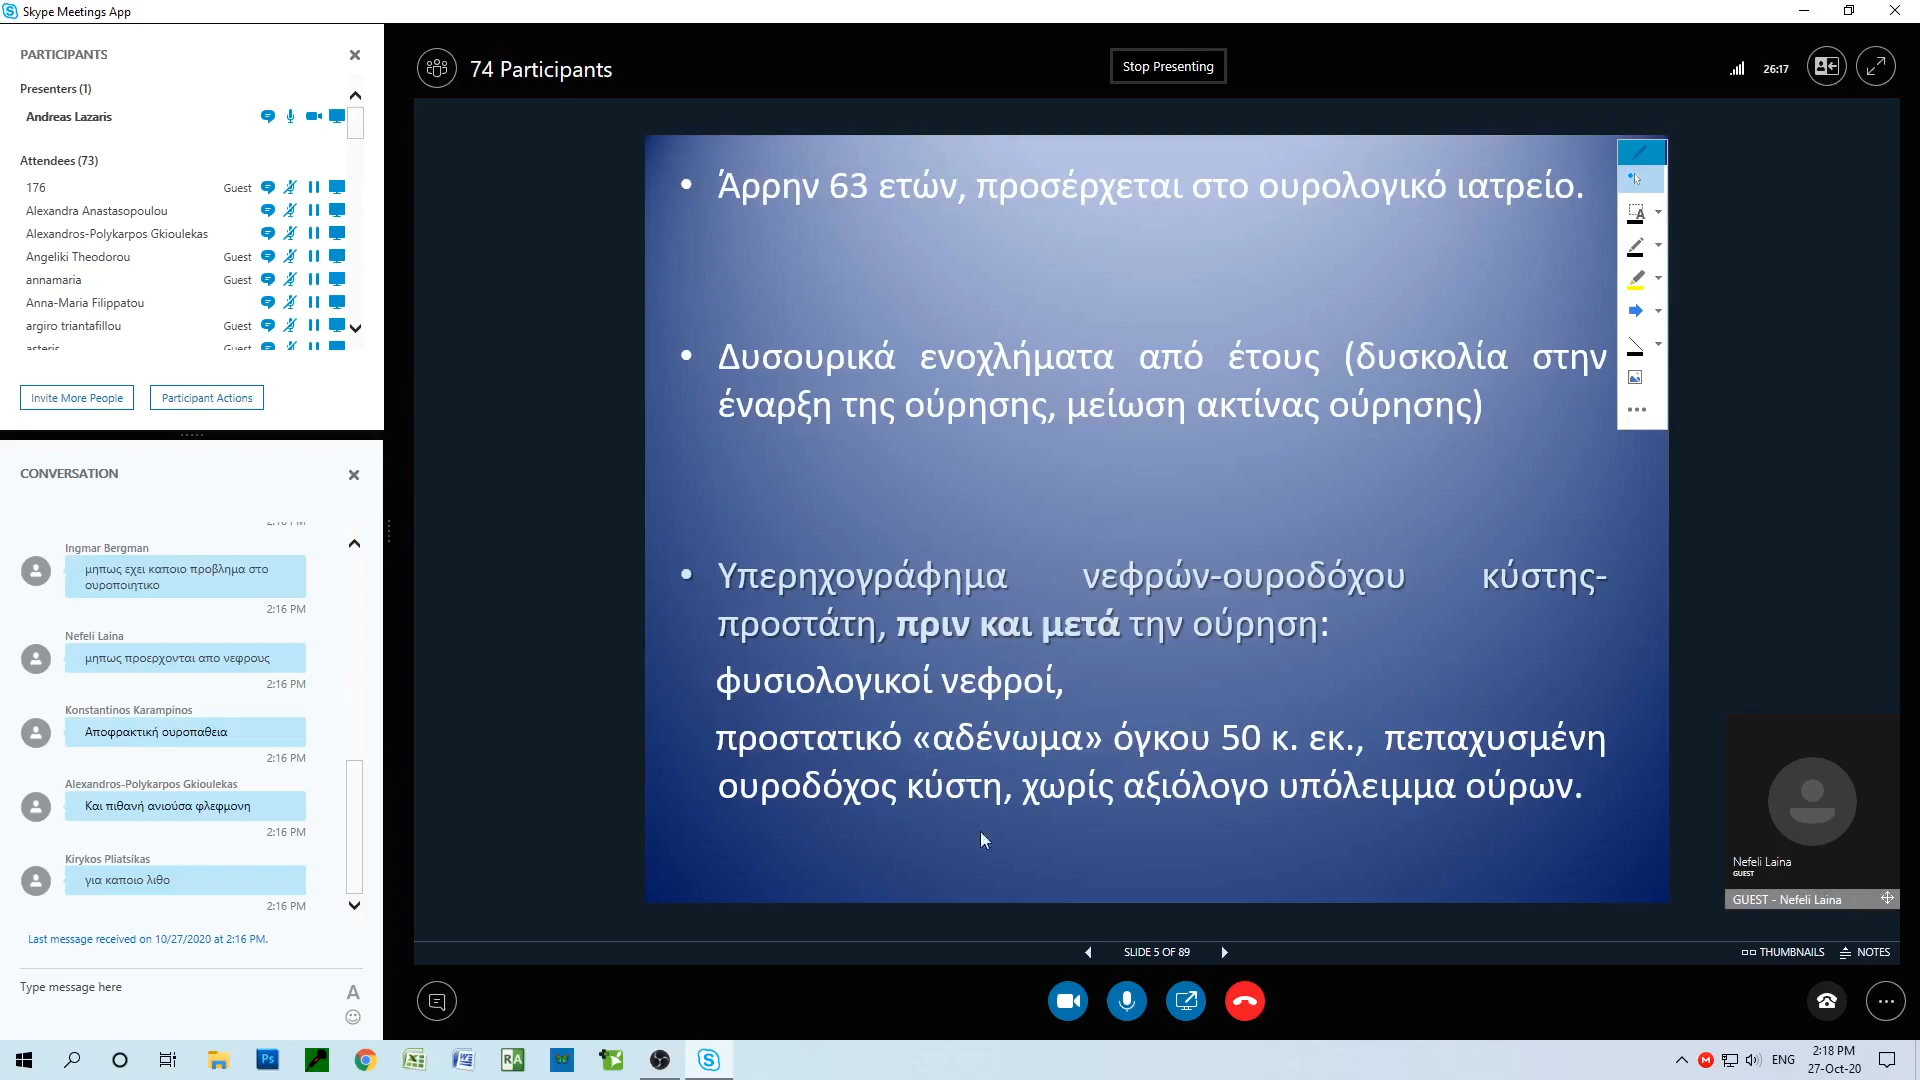 Skype Meetings App
PARTICIPANTS
Presenters (1)
Andreas Lazaris
Attendees (73)
176 Guest
Alexandra Anastasopoulou
Alexandros-Polykarpos Gkioulekas
Angeliki Theodorou Guest
annamaria Guest
Anna-Maria Filippatou
argiro triantafillou Guest
asteris Guest
Invite More People
Participant Actions
CONVERSATION
2:16 PM
Ingmar Bergman
μηπως εχει καποιο προβλημα στο
ουροποιητικο
2:16 PM
Nefeli Laina
μηπως προερχονται απο νεφρους
2:16 PM
Konstantinos Karampinos
Αποφρακτική ουροπαθεια
2:16 PM
Alexandros-Polykarpos Gkioulekas
Και πιθανή ανιούσα φλεφμονη
2:16 PM
Kirykos Pliatsikas
για καποιο λιθο
2:16 PM
Last message received on 10/27/2020 at 2:16 PM.
Type message here
A
74 Participants
Stop Presenting
26:17
• Άρρην 63 ετών, προσέρχεται στο ουρολογικό ιατρείο.
• Δυσουρικά ενοχλήματα από έτους (δυσκολία στην
έναρξη της ούρησης, μείωση ακτίνας ούρησης)
• Υπερηχογράφημα νεφρών-ουροδόχου κύστης-
προστάτη, πριν και μετά την ούρηση:
φυσιολογικοί νεφροί,
προστατικό «αδένωμα» όγκου 50 κ. εκ., πεπαχυσμένη
ουροδόχος κύστη, χωρίς αξιόλογο υπόλειμμα ούρων.
A
Nefeli Laina
GUEST
GUEST - Nefeli Laina
SLIDE 5 OF 89
THUMBNAILS
NOTES
Ps
RA
M
ENG
2:18 PM
27-Oct-20